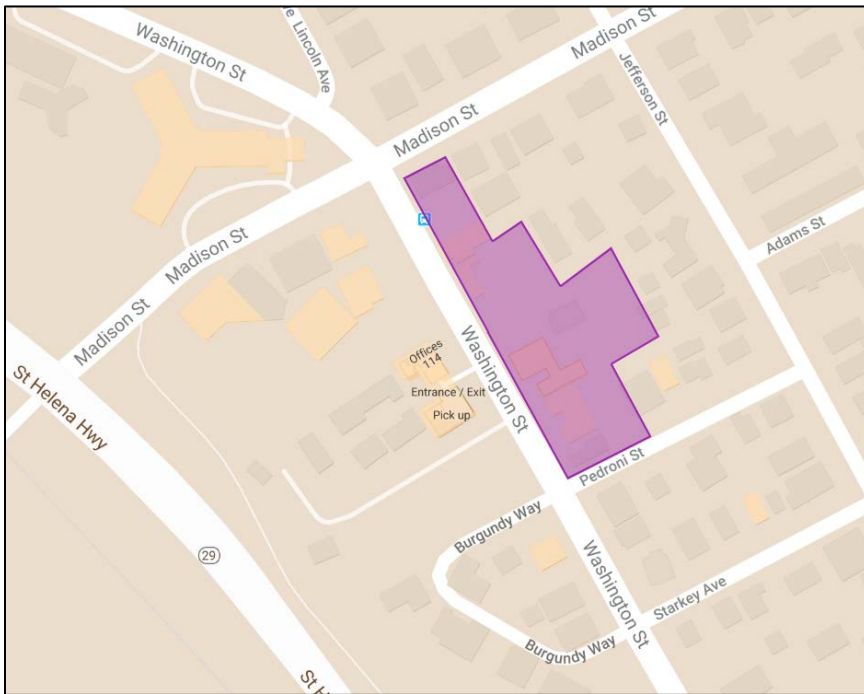 Washington St
e Lincoln Ave
Madison St
Jefferson St
Madison St
Adams St
Madison St
Offices
114
Entrance / Exit
Pick up
Washington St
St Helena Hwy
Pedroni St
29
Burgundy Way
Washington St
Starkey Ave
Burgundy Way
St H